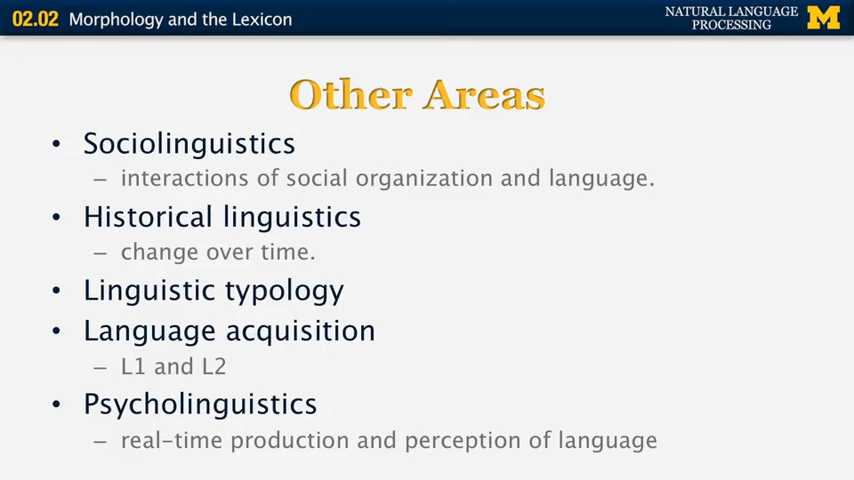 02.02 Morphology and the Lexicon
NATURAL LANGUAGE
PROCESSING
M
Other Areas
• Sociolinguistics
– interactions of social organization and language.
• Historical linguistics
– change over time.
• Linguistic typology
• Language acquisition
– L1 and L2
• Psycholinguistics
– real-time production and perception of language